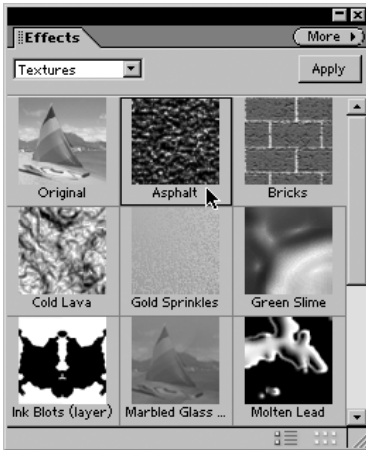 Effects
More
Textures
Apply
Original
Asphalt
Bricks
Cold Lava
Gold Sprinkles
Green Slime
Ink Blots (layer)
Marbled Glass ...
Molten Lead